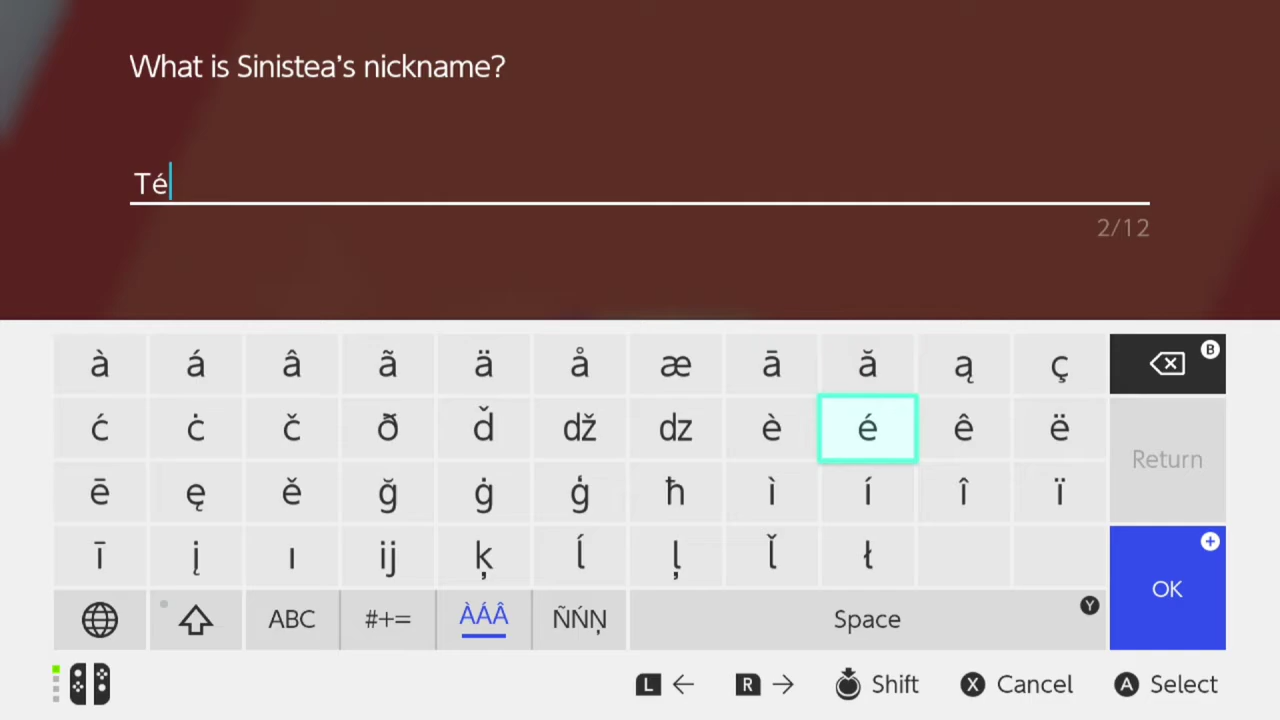 What is Sinistea's nickname?
Té
2/12
à á â ã ä å æ ā ă ą ç B
ć ċ č ð ď dž dz è é ê ë
Return
ē ę ě ğ ġ ģ ħ ì í î ï
ī į ı ij ķ ĺ ļ ľ ł
OK +
ABC #+= ÀÁÂ ÑŃŅ Space Y
L ← R → Shift X Cancel A Select